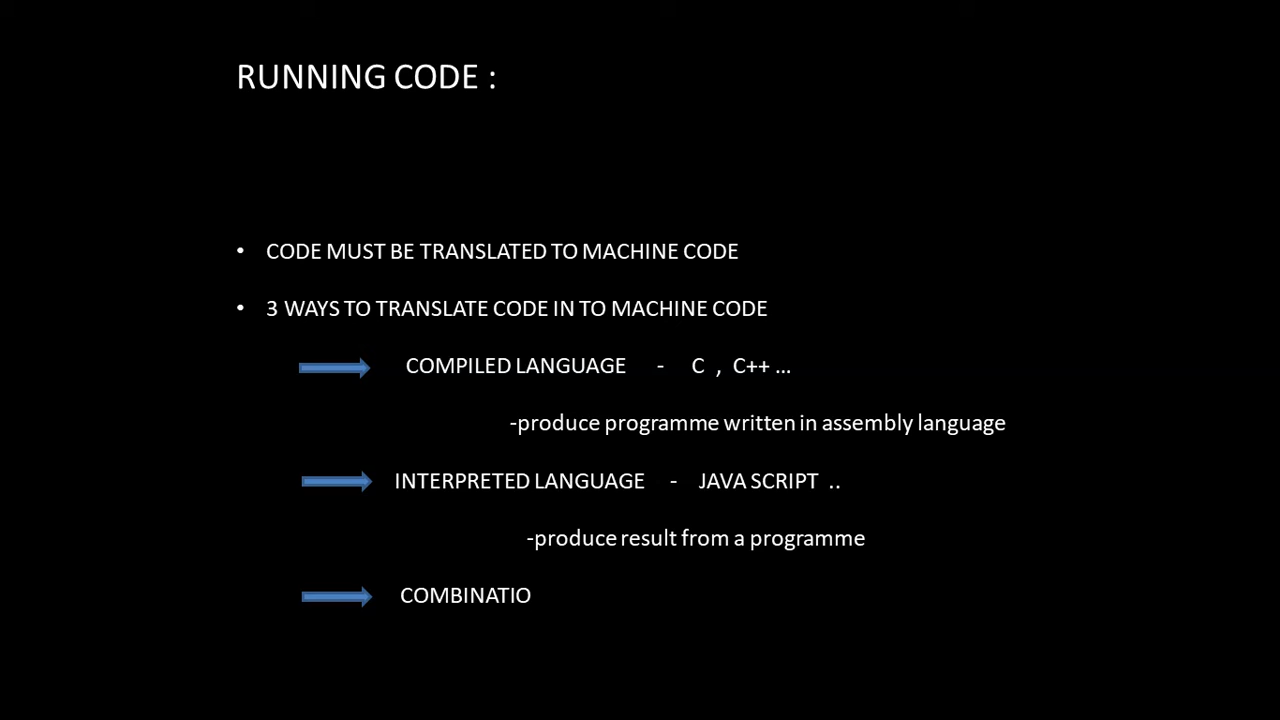 RUNNING CODE :
• CODE MUST BE TRANSLATED TO MACHINE CODE
• 3 WAYS TO TRANSLATE CODE IN TO MACHINE CODE
COMPILED LANGUAGE - C , C++ ...
-produce programme written in assembly language
INTERPRETED LANGUAGE - JAVA SCRIPT ..
-produce result from a programme
COMBINATIO